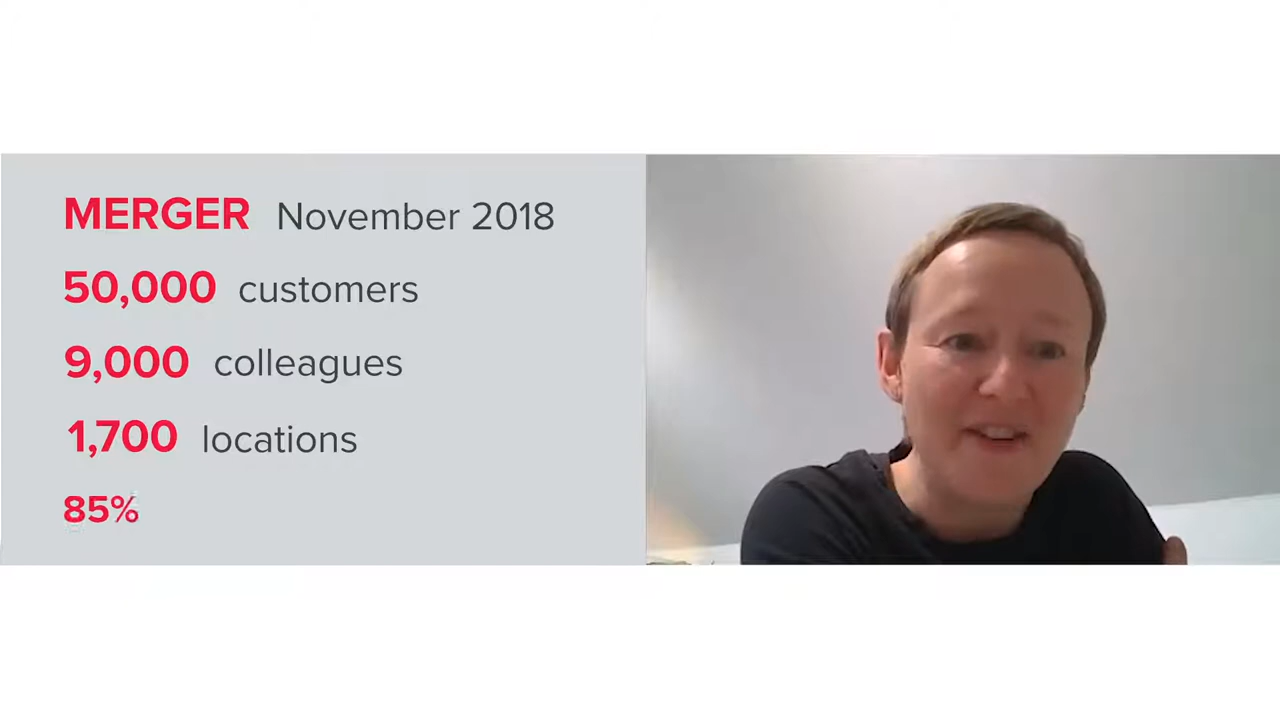 MERGER November 2018
50,000 customers
9,000 colleagues
1,700 locations
85%